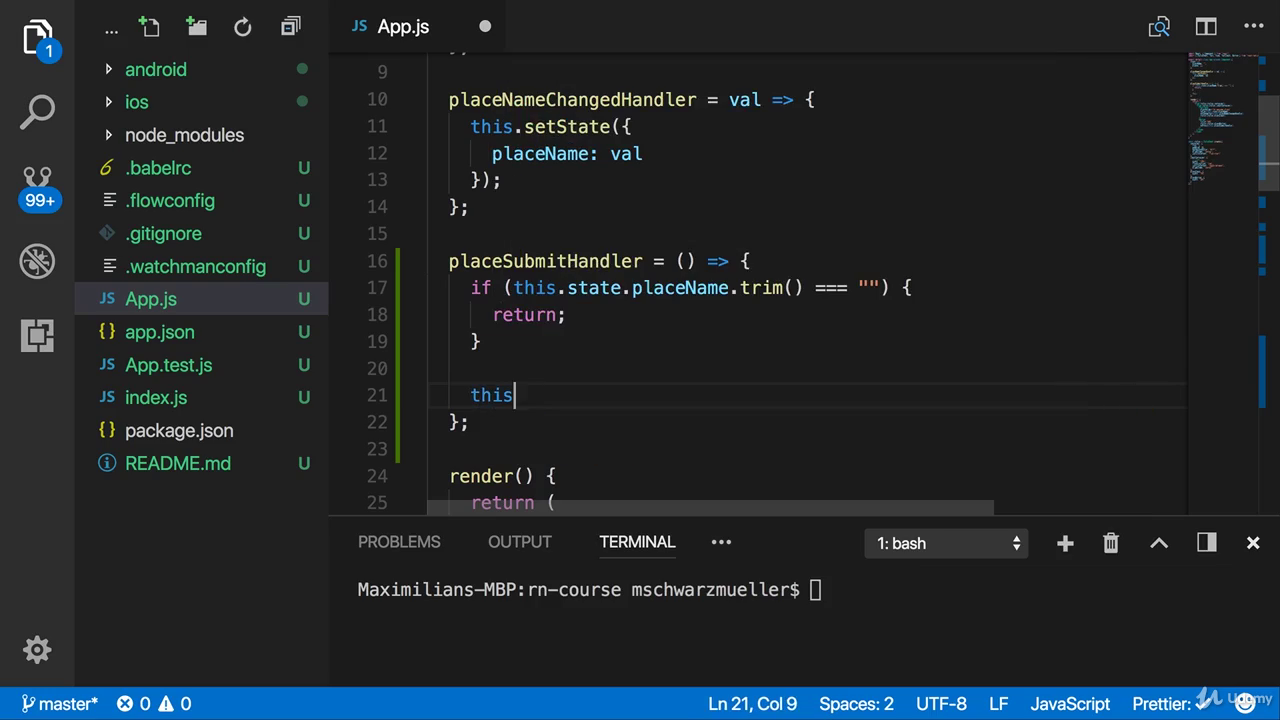 1
99+
...
android
ios
node_modules
.babelrc U
.flowconfig U
.gitignore U
.watchmanconfig U
JS App.js U
{} app.json U
JS App.test.js U
JS index.js U
{} package.json
README.md U
JS App.js
9
10 placeNameChangedHandler = val => {
11 this.setState({
12 placeName: val
13 });
14 };
15
16 placeSubmitHandler = () => {
17 if (this.state.placeName.trim() === "") {
18 return;
19 }
20
21 this
22 };
23
24 render() {
25 return (
PROBLEMS OUTPUT TERMINAL ... 1: bash
Maximilians-MBP:rn-course mschwarzmueller$
master* 0 0 Ln 21, Col 9 Spaces: 2 UTF-8 LF JavaScript Prettier: ✓
Udemy